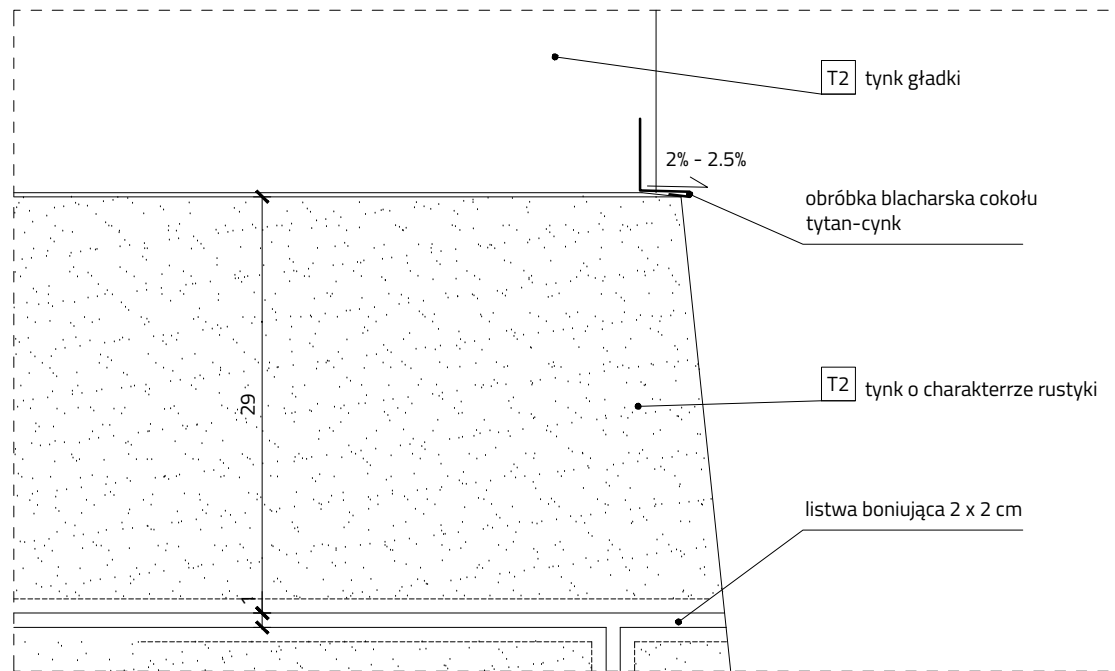 T2 tynk gładki
2% - 2.5%
obróbka blacharska cokołu
tytan-cynk
29
T2 tynk o charakterrze rustyki
listwa boniująca 2 x 2 cm
1